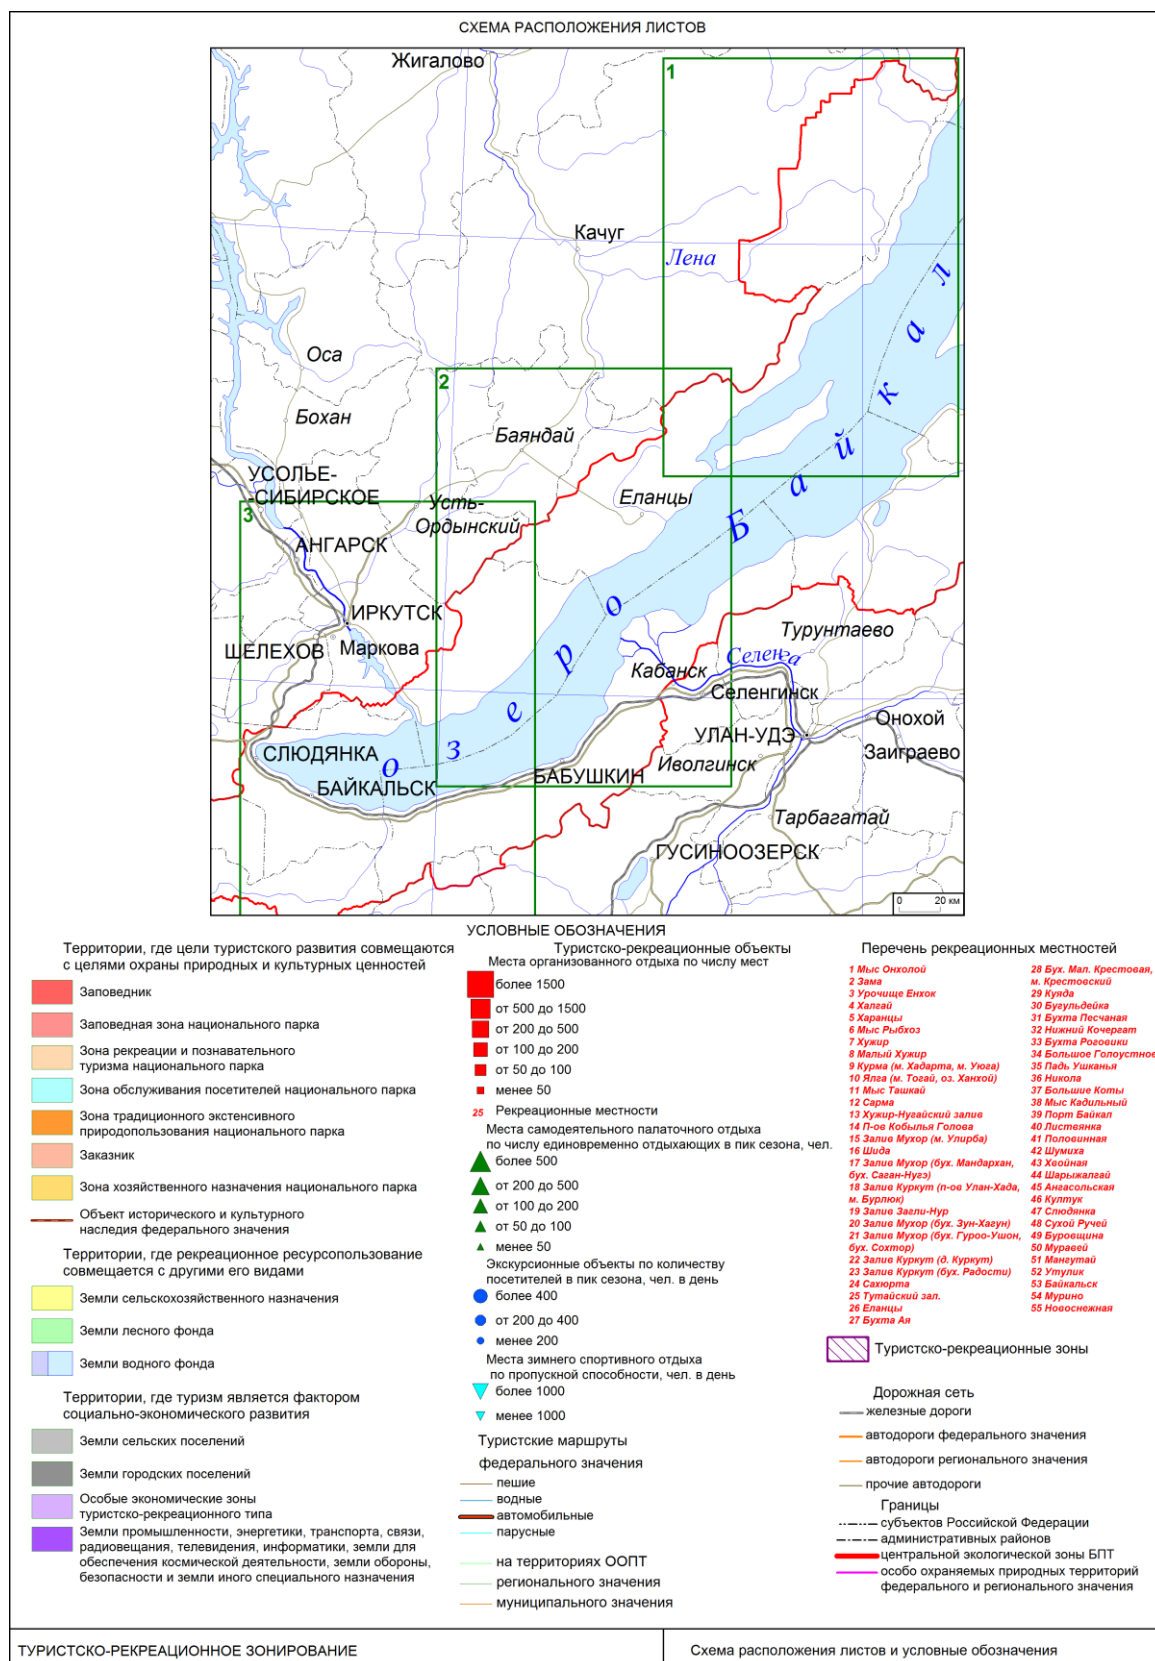 СХЕМА РАСПОЛОЖЕНИЯ ЛИСТОВ
Жигалово
1
Качуг
Лена
Оса
2
Бохан
Баяндай
УСОЛЬЕ-
-СИБИРСКОЕ
3
Усть-
Ордынский
Еланцы
АНГАРСК
ИРКУТСК
ШЕЛЕХОВ
Маркова
озеро Байкал
Турунтаево
Селенга
Кабанск
Селенгинск
Онохой
УЛАН-УДЭ
Заиграево
Иволгинск
СЛЮДЯНКА
БАБУШКИН
БАЙКАЛЬСК
Тарбагатай
ГУСИНООЗЕРСК
0 20 км
УСЛОВНЫЕ ОБОЗНАЧЕНИЯ
Территории, где цели туристского развития совмещаются
с целями охраны природных и культурных ценностей
Заповедник
Заповедная зона национального парка
Зона рекреации и познавательного
туризма национального парка
Зона обслуживания посетителей национального парка
Зона традиционного экстенсивного
природопользования национального парка
Заказник
Зона хозяйственного назначения национального парка
Объект исторического и культурного
наследия федерального значения
Территории, где рекреационное ресурсопользование
совмещается с другими его видами
Земли сельскохозяйственного назначения
Земли лесного фонда
Земли водного фонда
Территории, где туризм является фактором
социально-экономического развития
Земли сельских поселений
Земли городских поселений
Особые экономические зоны
туристско-рекреационного типа
Земли промышленности, энергетики, транспорта, связи,
радиовещания, телевидения, информатики, земли для
обеспечения космической деятельности, земли обороны,
безопасности и земли иного специального назначения
Туристско-рекреационные объекты
Места организованного отдыха по числу мест
более 1500
от 500 до 1500
от 200 до 500
от 100 до 200
от 50 до 100
менее 50
25 Рекреационные местности
Места самодеятельного палаточного отдыха
по числу единовременно отдыхающих в пик сезона, чел.
более 500
от 200 до 500
от 100 до 200
от 50 до 100
менее 50
Экскурсионные объекты по количеству
посетителей в пик сезона, чел. в день
более 400
от 200 до 400
менее 200
Места зимнего спортивного отдыха
по пропускной способности, чел. в день
более 1000
менее 1000
Туристские маршруты
федерального значения
пешие
водные
автомобильные
парусные
на территориях ООПТ
регионального значения
муниципального значения
Перечень рекреационных местностей
1 Мыс Онхолой
2 Зама
3 Урочище Енхок
4 Халгай
5 Харанцы
6 Мыс Рыбхоз
7 Хужир
8 Малый Хужир
9 Курма (м. Хадарта, м. Уюга)
10 Ялга (м. Тогай, оз. Ханхой)
11 Мыс Ташкай
12 Сарма
13 Хужир-Нугайский залив
14 П-ов Кобылья Голова
15 Залив Мухор (м. Улирба)
16 Шида
17 Залив Мухор (бух. Мандархан,
бух. Саган-Нугэ)
18 Залив Куркут (п-ов Улан-Хада,
м. Бурлюк)
19 Залив Загли-Нур
20 Залив Мухор (бух. Зун-Хагун)
21 Залив Мухор (бух. Гуроо-Ушон,
бух. Сохтор)
22 Залив Куркут (д. Куркут)
23 Залив Куркут (бух. Радости)
24 Сахюрта
25 Тутайский зал.
26 Еланцы
27 Бухта Ая
28 Бух. Мал. Крестовая,
м. Крестовский
29 Куяда
30 Бугульдейка
31 Бухта Песчаная
32 Нижний Кочергат
33 Бухта Роговики
34 Большое Голоустное
35 Падь Ушканья
36 Никола
37 Большие Коты
38 Мыс Кадильный
39 Порт Байкал
40 Листвянка
41 Половинная
42 Шумиха
43 Хвойная
44 Шарыжалгай
45 Ангасольская
46 Култук
47 Слюдянка
48 Сухой Ручей
49 Буровщина
50 Муравей
51 Мангутай
52 Утулик
53 Байкальск
54 Мурино
55 Новоснежная
Туристско-рекреационные зоны
Дорожная сеть
железные дороги
автодороги федерального значения
автодороги регионального значения
прочие автодороги
Границы
субъектов Российской Федерации
административных районов
центральной экологической зоны БПТ
особо охраняемых природных территорий
федерального и регионального значения
ТУРИСТСКО-РЕКРЕАЦИОННОЕ ЗОНИРОВАНИЕ
Схема расположения листов и условные обозначения